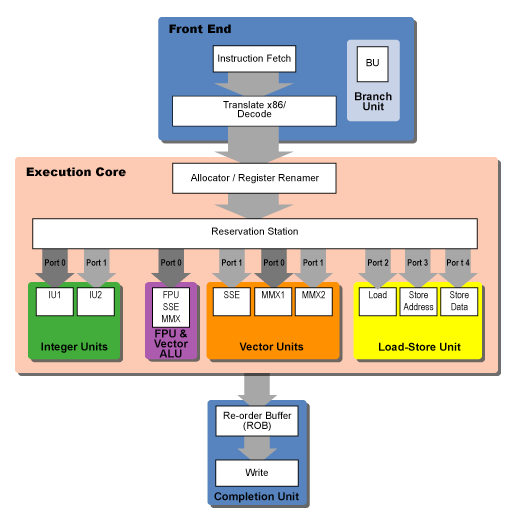 Front End
Instruction Fetch
BU
Branch
Unit
Translate x86/
Decode
Execution Core
Allocator / Register Renamer
Reservation Station
Port 0
Port 1
Port 0
Port 1
Port 0
Port 1
Port 2
Port 3
Por t 4
IU1
IU2
FPU
SSE
MMX
SSE
MMX1
MMX2
Load
Store
Address
Store
Data
Integer Units
FPU &
Vector
ALU
Vector Units
Load-Store Unit
Re-order Buffer
(ROB)
Write
Completion Unit